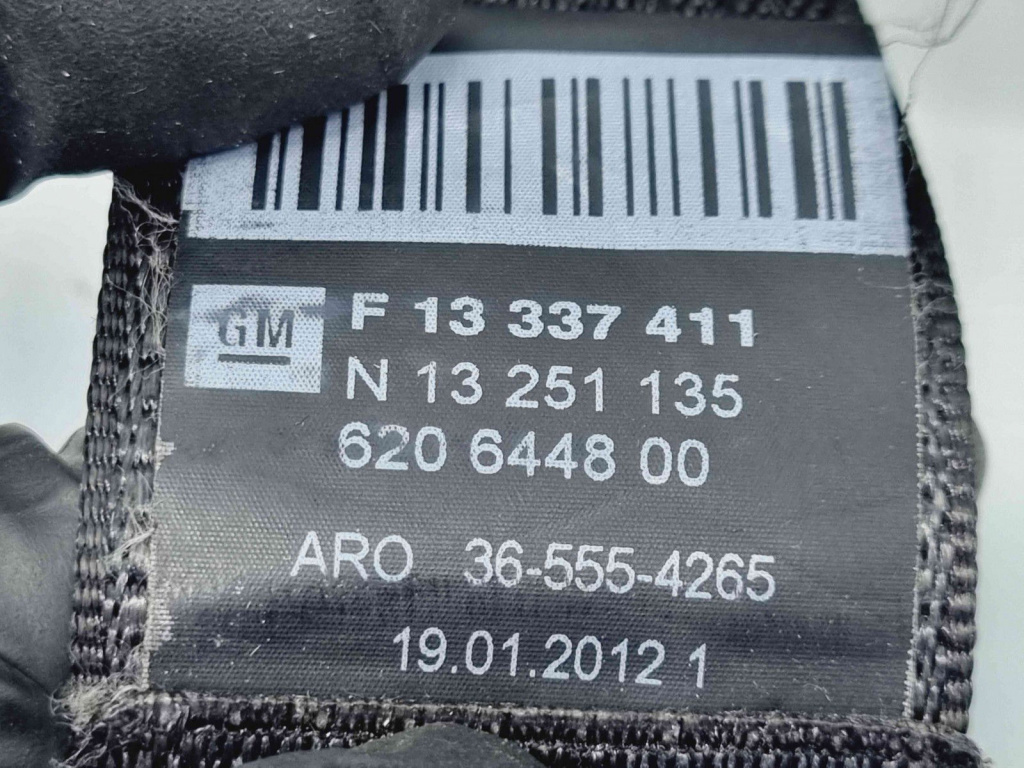 GM
F 13 337 411
N 13 251 135
620 6448 00
ARO 36-555-4265
19.01.2012 1